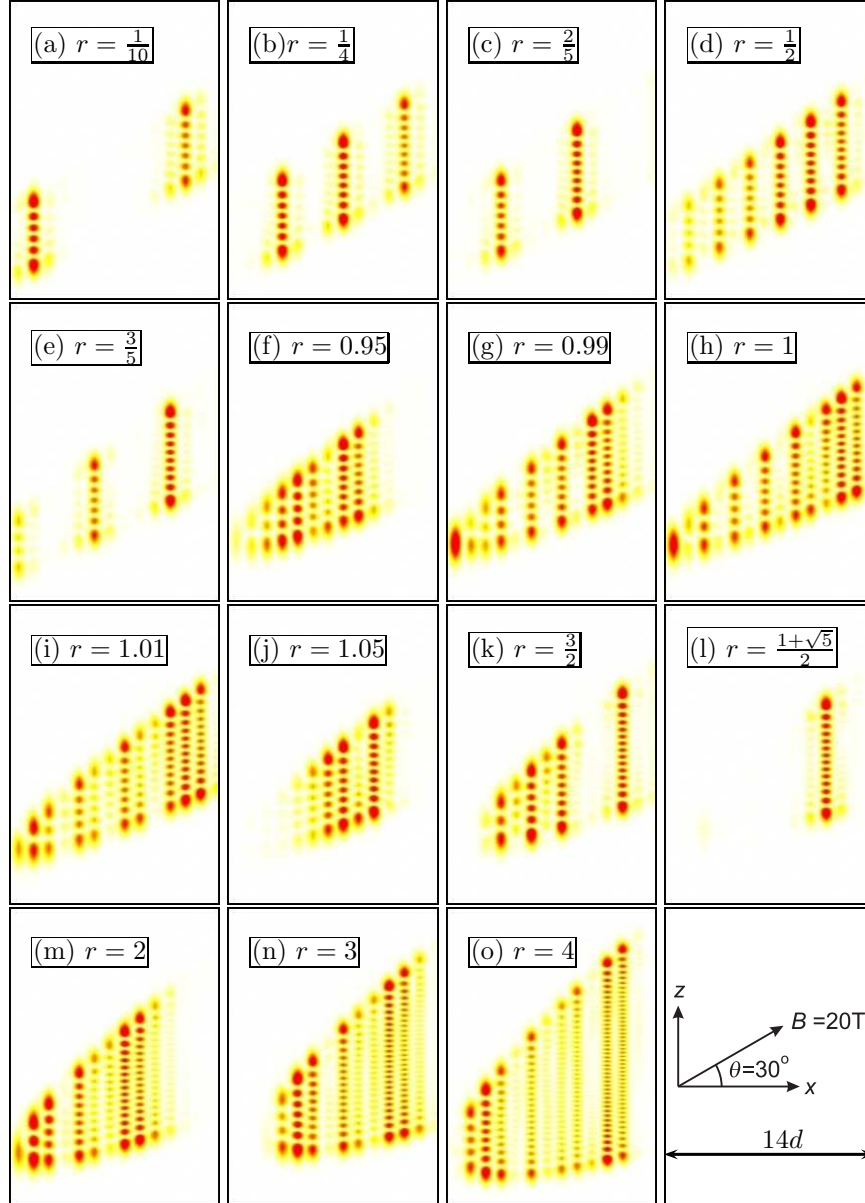 (a) r = 1/10
(b)r = 1/4
(c) r = 2/5
(d) r = 1/2
(e) r = 3/5
(f) r = 0.95
(g) r = 0.99
(h) r = 1
(i) r = 1.01
(j) r = 1.05
(k) r = 3/2
(l) r = (1+√5)/2
(m) r = 2
(n) r = 3
(o) r = 4
z
B =20T
θ=30°
x
14d